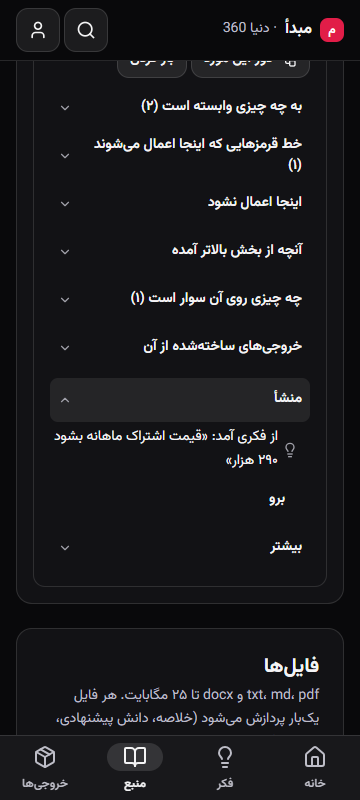 م مبدأ · دنیا 360
به چه چیزی وابسته است (۲)
خط قرمزهایی که اینجا اعمال می‌شوند
(۱)
اینجا اعمال نشود
آنچه از بخش بالاتر آمده
چه چیزی روی آن سوار است (۱)
خروجی‌های ساخته‌شده از آن
منشأ
از فکری آمد: «قیمت اشتراک ماهانه بشود
۲۹۰ هزار»
برو
بیشتر
فایل‌ها
txt، md، pdf و docx تا ۲۵ مگابایت. هر فایل
یک‌بار پردازش می‌شود (خلاصه، دانش پیشنهادی،
خانه
فکر
منبع
خروجی‌ها